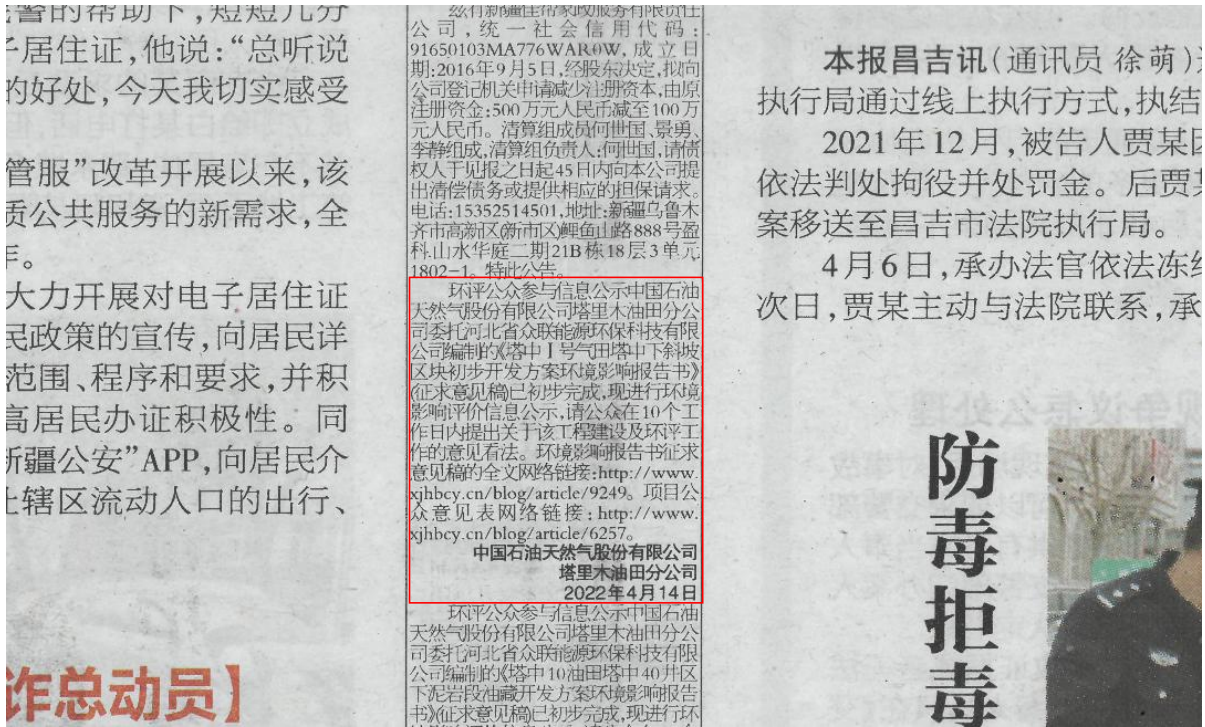 的帮助下,短短几分
居住证,他说:“总听说
的好处,今天我切实感受
管服”改革开展以来,该
质公共服务的新需求,全
。
大力开展对电子居住证
民政策的宣传,向居民详
范围、程序和要求,并积
高居民办证积极性。同
新疆公安”APP,向居民介
辖区流动人口的出行、
诈总动员】
兹有新疆佳帮家政服务有限责任
公司,统一社会信用代码:
91650103MA776WAR0W,成立日
期:2016年9月5日,经股东决定,拟向
公司登记机关申请减少注册资本,由原
注册资金:500万元人民币减至100万
元人民币。清算组成员何世国、景勇、
李静组成,清算组负责人:何世国,请债
权人于见报之日起45日内向本公司提
出清偿债务或提供相应的担保请求。
电话:15352514501,地址:新疆乌鲁木
齐市高新区(新市区)鲤鱼山路888号盈
科.山水华庭二期21B栋18层3单元
1802-1。特此公告。
环评公众参与信息公示中国石油
天然气股份有限公司塔里木油田分公
司委托河北省众联能源环保科技有限
公司编制的《塔中Ⅰ号气田塔中下斜坡
区块初步开发方案环境影响报告书》
(征求意见稿)已初步完成,现进行环境
影响评价信息公示,请公众在10个工
作日内提出关于该工程建设及环评工
作的意见看法。环境影响报告书征求
意见稿的全文网络链接:http://www.
xjhbcy.cn/blog/article/9249。项目公
众意见表网络链接:http://www.
xjhbcy.cn/blog/article/6257。
中国石油天然气股份有限公司
塔里木油田分公司
2022年4月14日
环评公众参与信息公示中国石油
天然气股份有限公司塔里木油田分公
司委托河北省众联能源环保科技有限
公司编制的《塔中10油田塔中40井区
下泥岩段油藏开发方案环境影响报告
书》(征求意见稿)已初步完成,现进行环
本报昌吉讯(通讯员 徐萌)
执行局通过线上执行方式,执结
2021年12月,被告人贾某因
依法判处拘役并处罚金。后贾某
案移送至昌吉市法院执行局。
4月6日,承办法官依法冻结
次日,贾某主动与法院联系,承
防毒拒毒